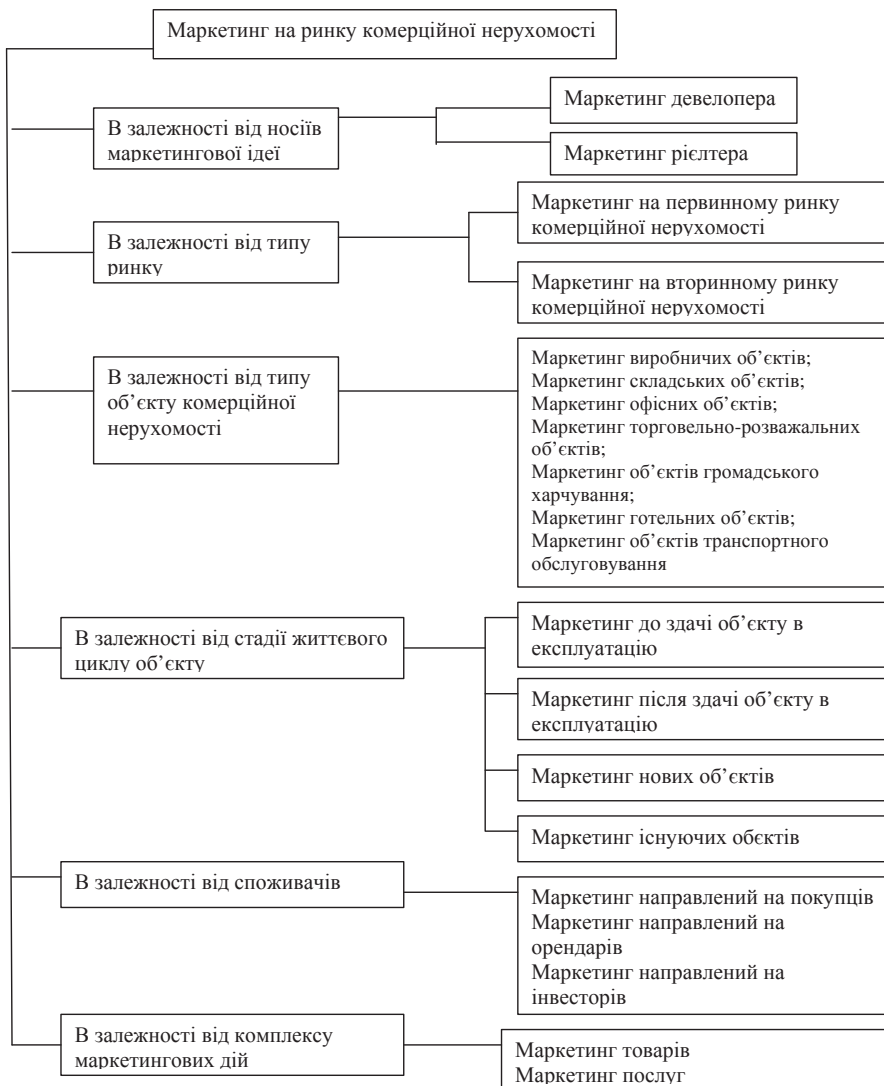 Маркетинг на ринку комерційної нерухомості
В залежності від носіїв
маркетингової ідеї
Маркетинг девелопера
Маркетинг рієлтера
В залежності від типу
ринку
Маркетинг на первинному ринку
комерційної нерухомості
Маркетинг на вторинному ринку
комерційної нерухомості
В залежності від типу
об’єкту комерційної
нерухомості
Маркетинг виробничих об’єктів;
Маркетинг складських об’єктів;
Маркетинг офісних об’єктів;
Маркетинг торговельно-розважальних
об’єктів;
Маркетинг об’єктів громадського
харчування;
Маркетинг готельних об’єктів;
Маркетинг об’єктів транспортного
обслуговування
В залежності від стадії життєвого
циклу об’єкту
Маркетинг до здачі об’єкту в
експлуатацію
Маркетинг після здачі об’єкту в
експлуатацію
Маркетинг нових об’єктів
Маркетинг існуючих обєктів
В залежності від споживачів
Маркетинг направлений на покупців
Маркетинг направлений на
орендарів
Маркетинг направлений на
інвесторів
В залежності від комплексу
маркетингових дій
Маркетинг товарів
Маркетинг послуг